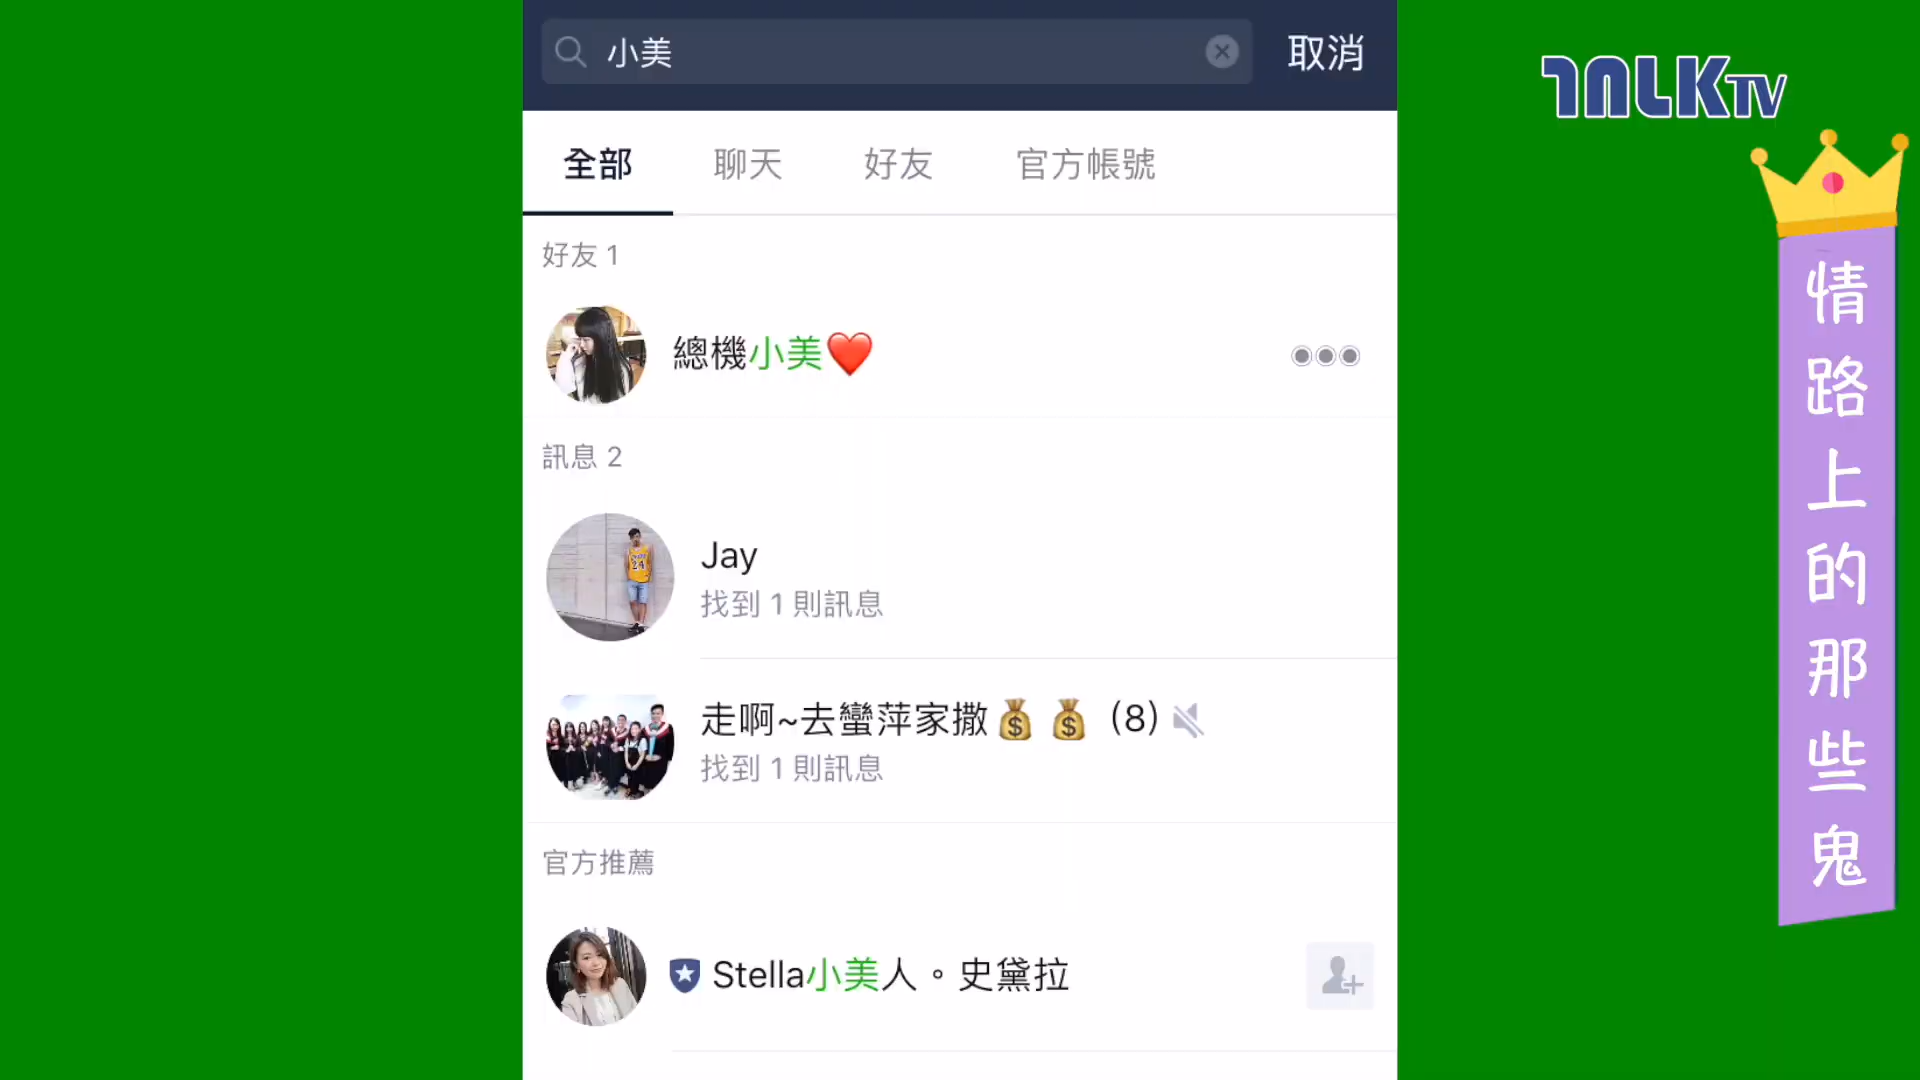 小美
取消
全部
聊天
好友
官方帳號
好友 1
總機小美❤️
訊息 2
Jay
找到 1 則訊息
走啊~去蠻萍家撒💰 💰 (8)
找到 1 則訊息
官方推薦
Stella小美人。史黛拉
TALKTV
情路上的那些鬼
24